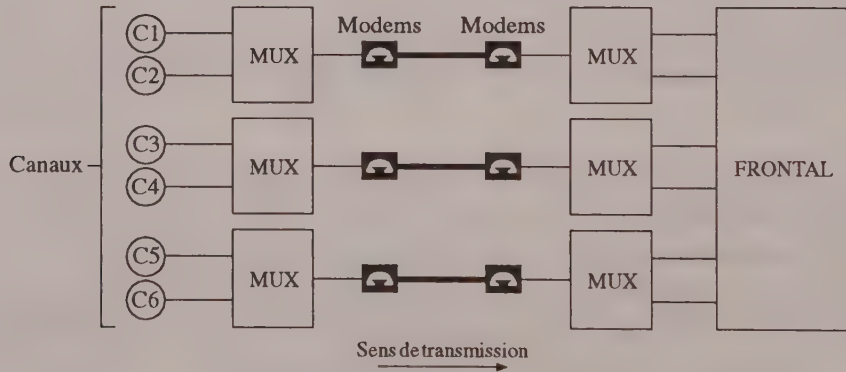 Modems Modems
C1
MUX MUX
C2
C3
Canaux MUX MUX FRONTAL
C4
C5
MUX MUX
C6
Sens de transmission